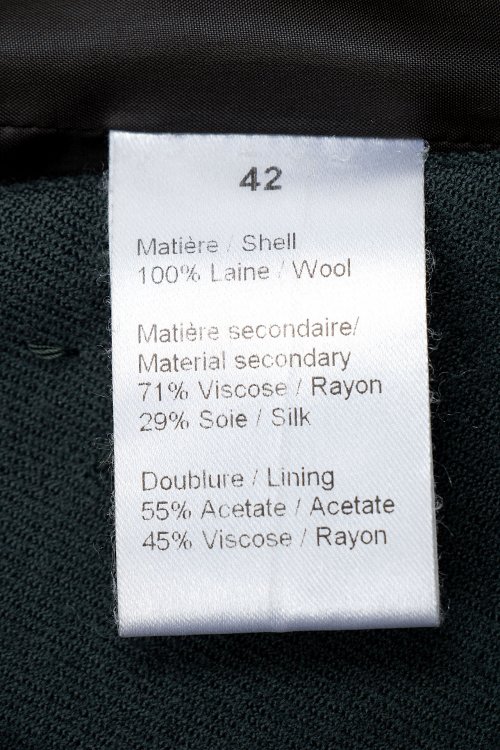 42
Matière / Shell
100% Laine / Wool
Matière secondaire/
Material secondary
71% Viscose / Rayon
29% Soie / Silk
Doublure / Lining
55% Acetate / Acetate
45% Viscose / Rayon